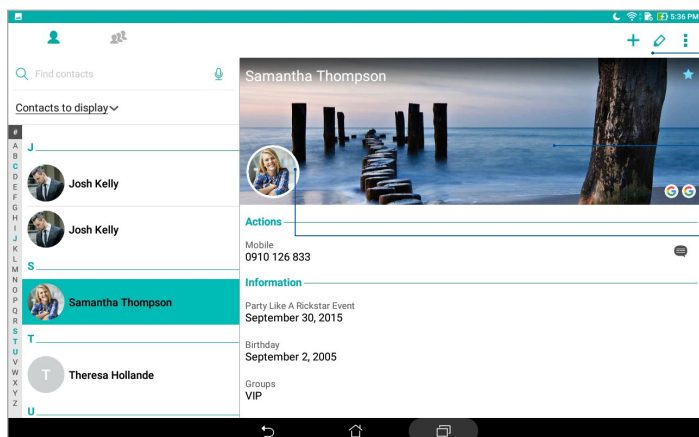 5:36 PM
Find contacts
Contacts to display
#
A
B
C
D
E
F
G
H
I
J
K
L
M
N
O
P
Q
R
S
T
U
V
W
X
Y
Z
J
Josh Kelly
Josh Kelly
S
Samantha Thompson
T
T
Theresa Hollande
U
Samantha Thompson
G G
Actions
Mobile
0910 126 833
Information
Party Like A Rickstar Event
September 30, 2015
Birthday
September 2, 2005
Groups
VIP